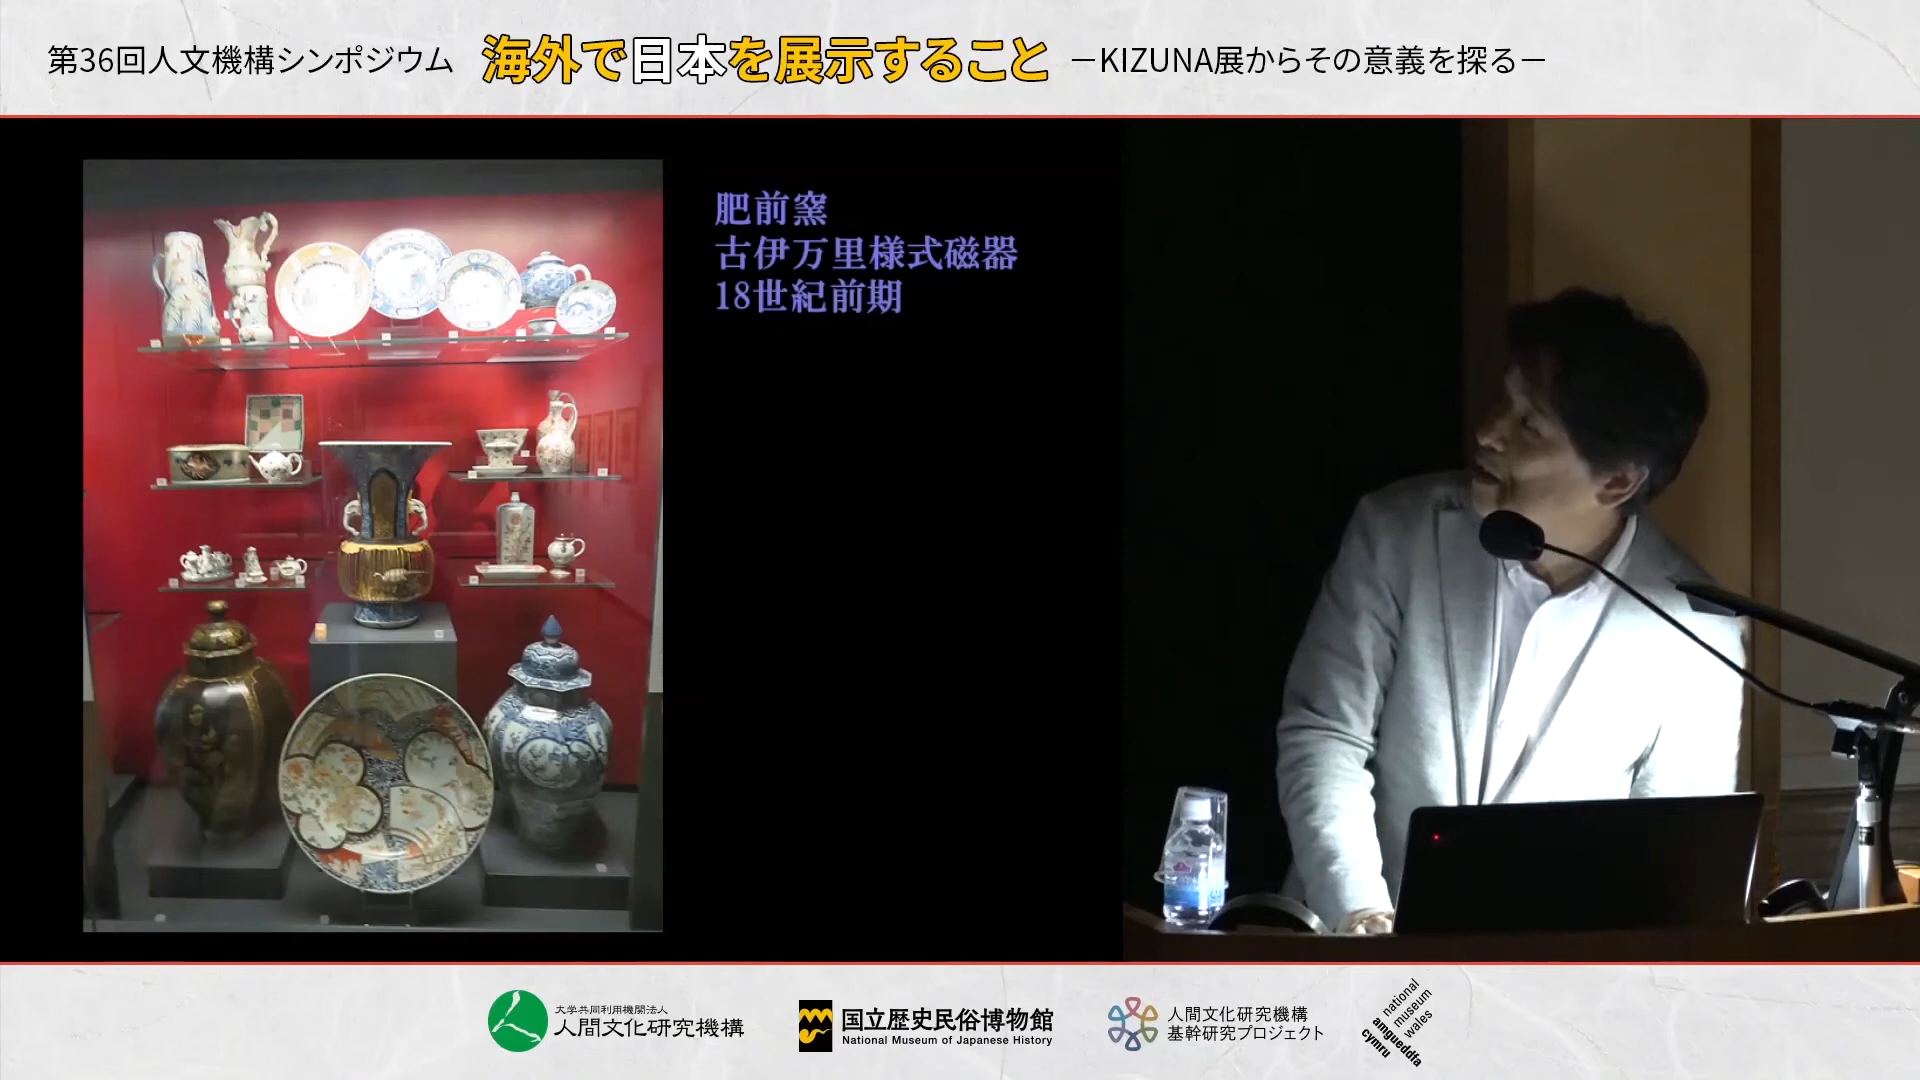 第36回人文機構シンポジウム 海外で日本を展示すること －KIZUNA展からその意義を探る－
肥前窯
古伊万里様式磁器
18世紀前期
大学共同利用機関法人
人間文化研究機構
国立歴史民俗博物館
National Museum of Japanese History
人間文化研究機構
基幹研究プロジェクト
national
museum
wales
amgueddfa
cymru